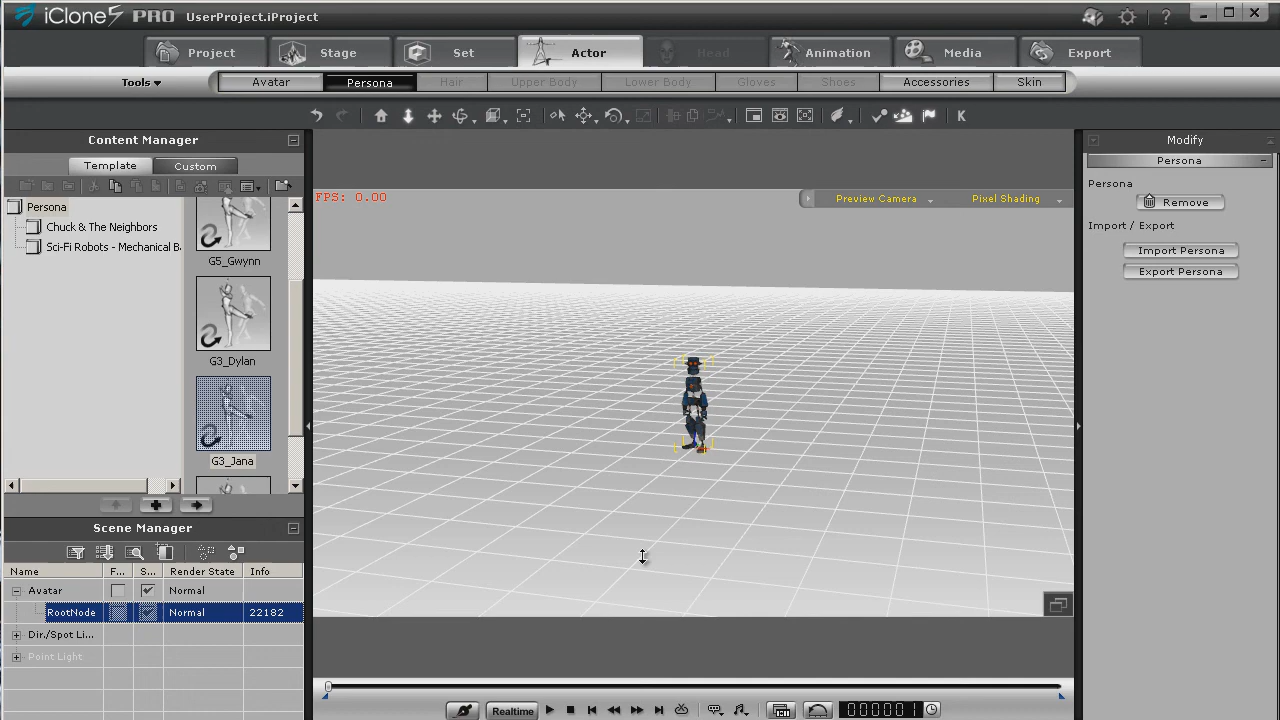 iClone5 PRO UserProject.iProject
Project Stage Set Actor Head Animation Media Export
Tools Avatar Persona Hair Upper Body Lower Body Gloves Shoes Accessories Skin
K
Content Manager
Template Custom
Persona
Chuck & The Neighbors
Sci-Fi Robots - Mechanical B
G5_Gwynn
G3_Dylan
G3_Jana
FPS: 0.00
Preview Camera Pixel Shading
Modify
Persona
Persona
Remove
Import / Export
Import Persona
Export Persona
Scene Manager
Name F... S... Render State Info
Avatar Normal
RootNode Normal 22182
Dir./Spot Li...
Point Light
Realtime 000001